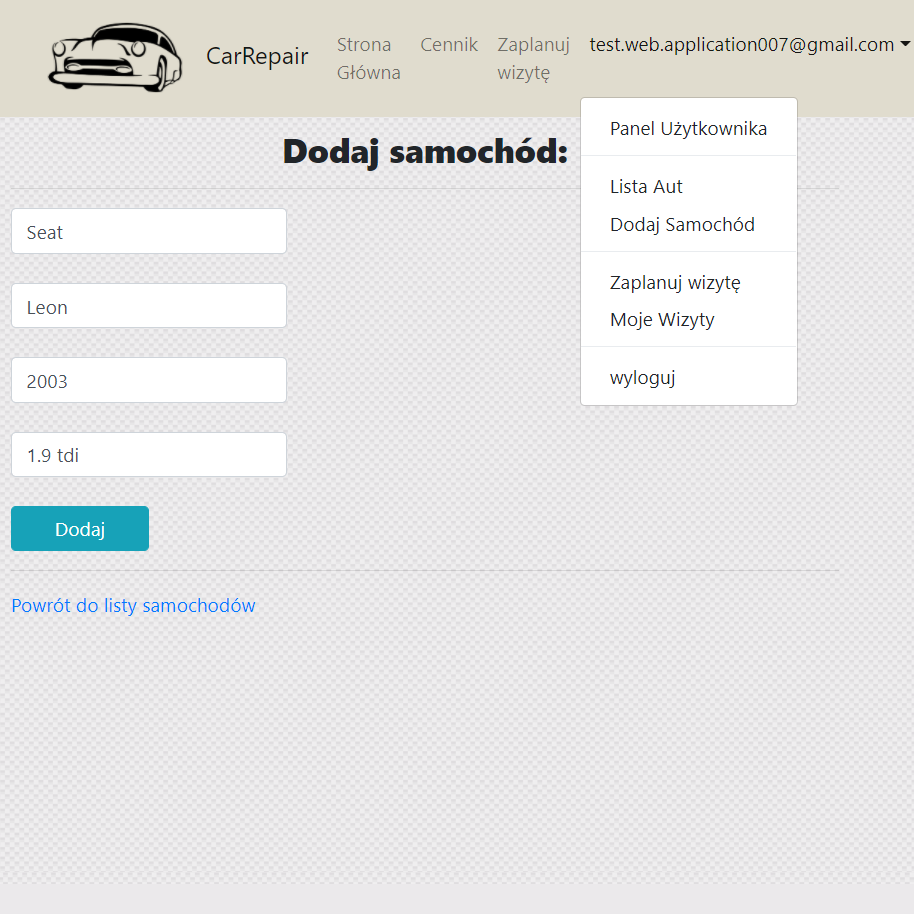 CarRepair
Strona
Główna
Cennik
Zaplanuj
wizytę
test.web.application007@gmail.com
Panel Użytkownika
Lista Aut
Dodaj Samochód
Zaplanuj wizytę
Moje Wizyty
wyloguj
Dodaj samochód:
Seat
Leon
2003
1.9 tdi
Dodaj
Powrót do listy samochodów